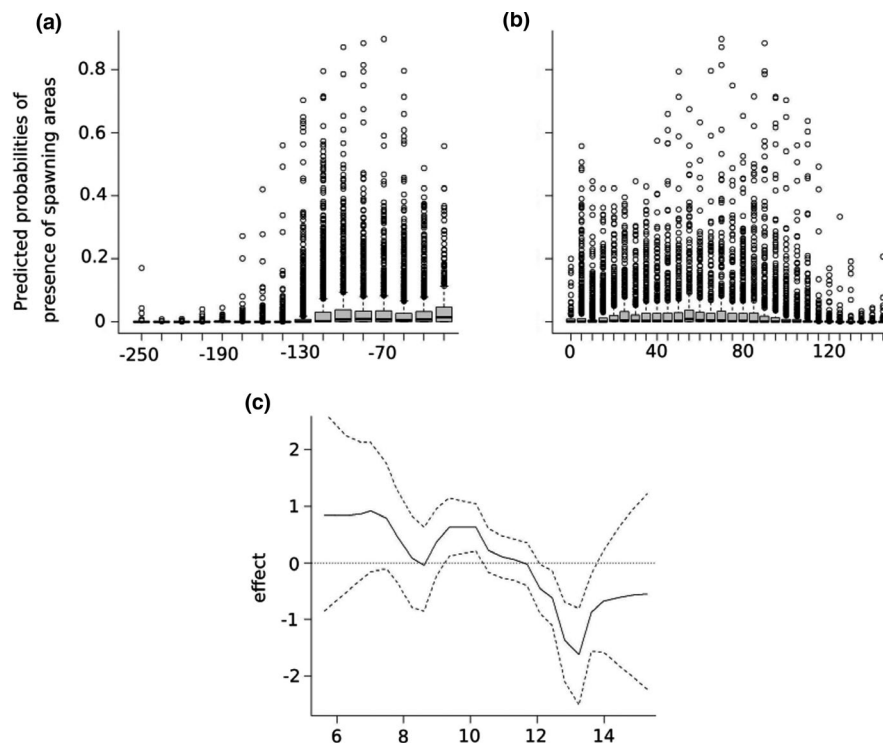 (a)
(b)
Predicted probabilities of
presence of spawning areas
0.8
0.6
0.4
0.2
0
-250 -190 -130 -70
0 40 80 120
(c)
effect
2
1
0
-1
-2
6 8 10 12 14